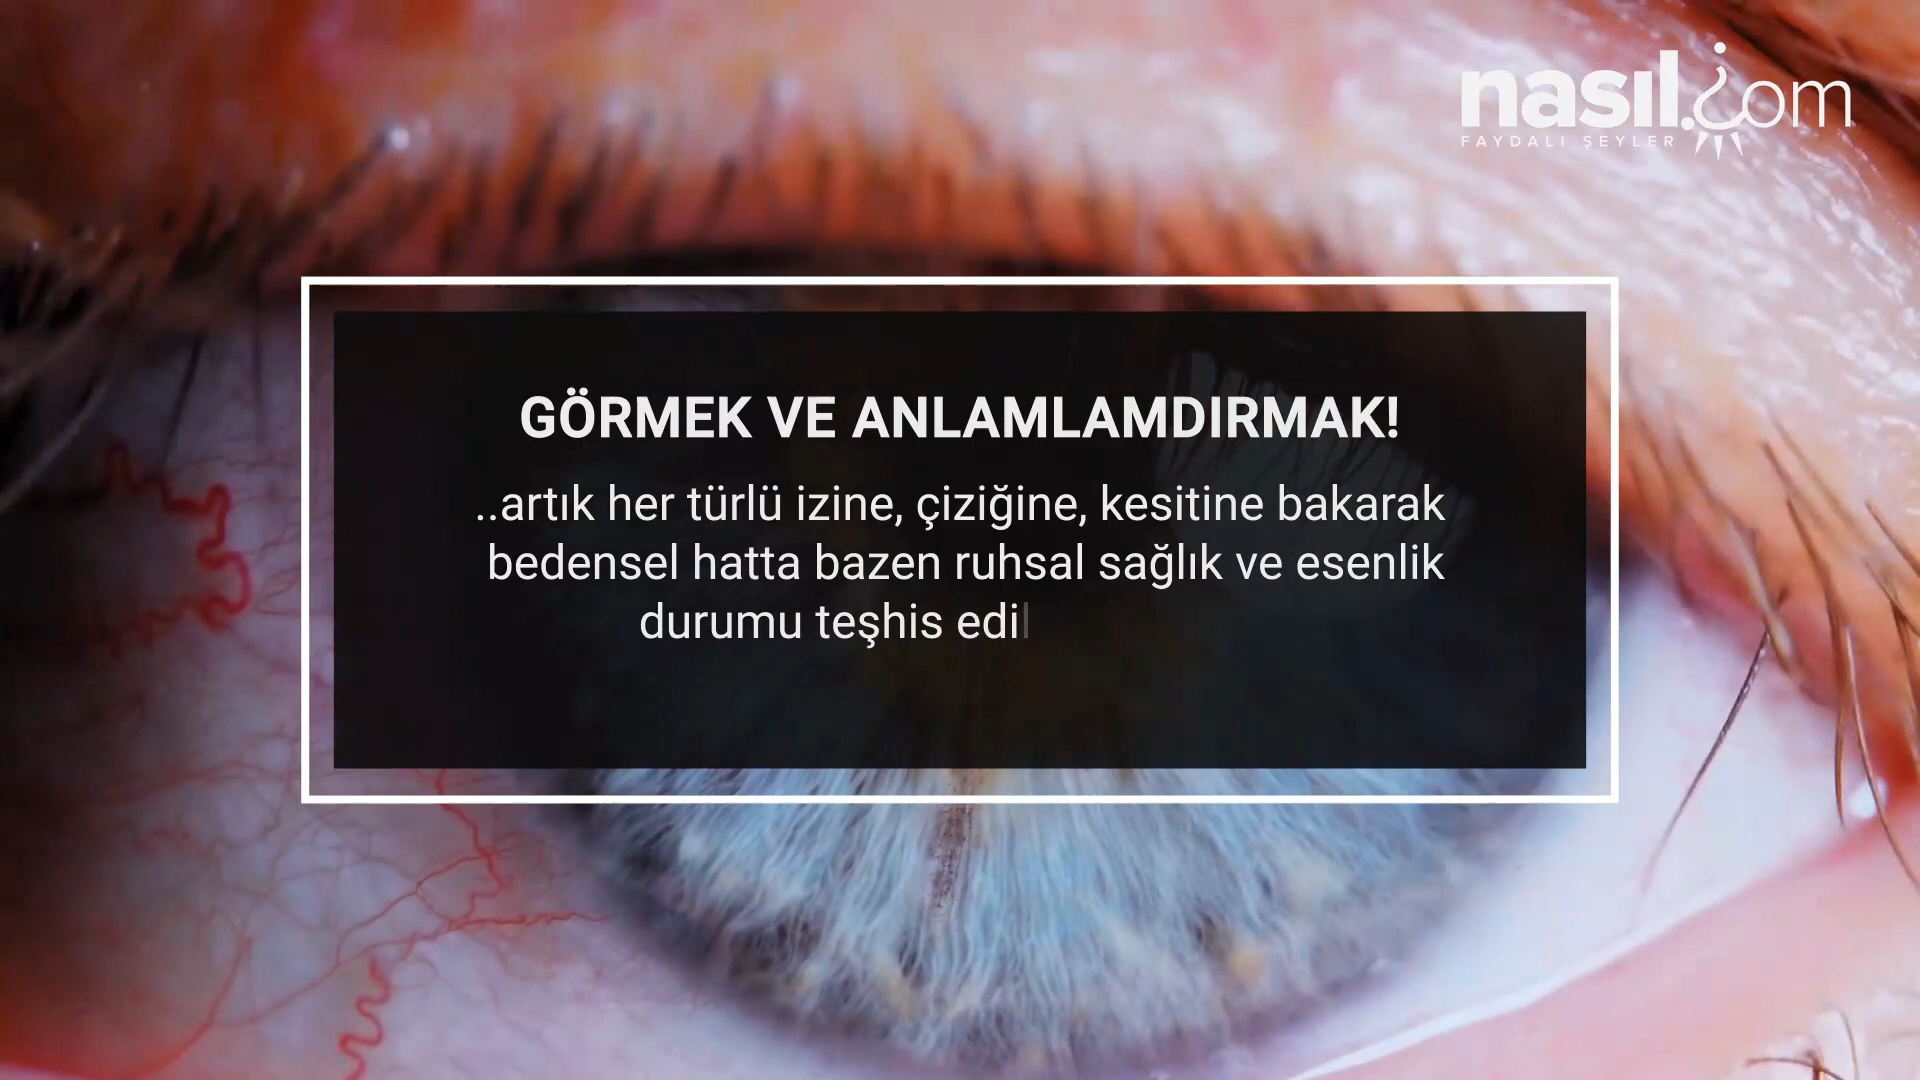 nasıl.com
FAYDALI ŞEYLER
GÖRMEK VE ANLAMLAMDIRMAK!
..artık her türlü izine, çiziğine, kesitine bakarak
bedensel hatta bazen ruhsal sağlık ve esenlik
durumu teşhis edil